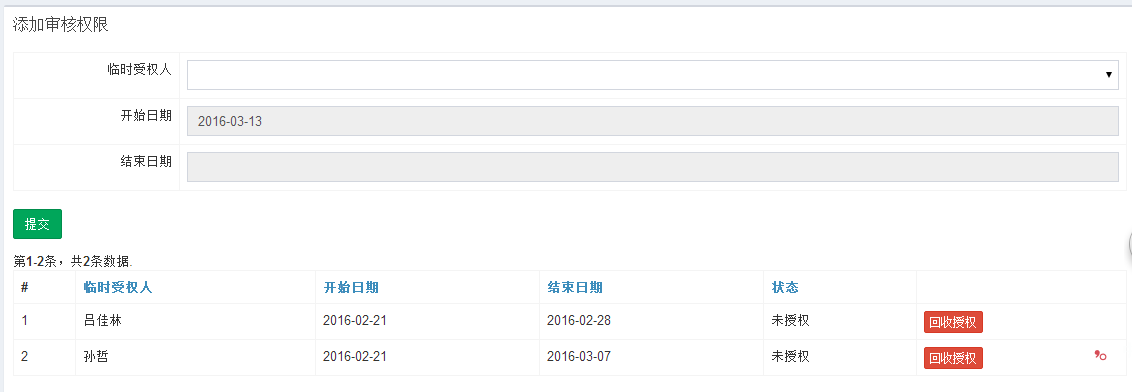 添加审核权限
临时受权人
开始日期 2016-03-13
结束日期
提交
第1-2条，共2条数据.
# 临时受权人 开始日期 结束日期 状态
1 吕佳林 2016-02-21 2016-02-28 未授权 回收授权
2 孙哲 2016-02-21 2016-03-07 未授权 回收授权